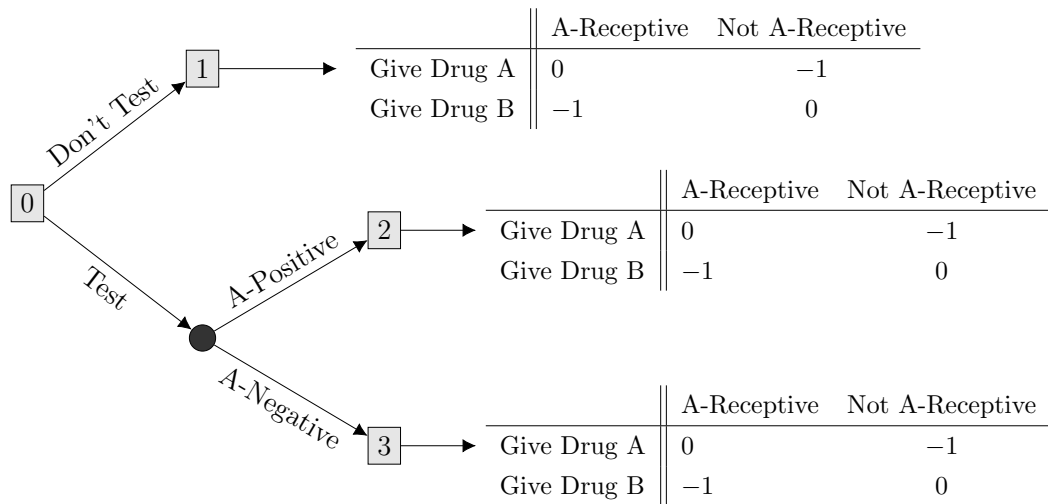 A-Receptive Not A-Receptive
1
Give Drug A 0 −1
Give Drug B −1 0
Don't Test
0
A-Receptive Not A-Receptive
2
Give Drug A 0 −1
Give Drug B −1 0
A-Positive
Test
A-Negative
A-Receptive Not A-Receptive
3
Give Drug A 0 −1
Give Drug B −1 0